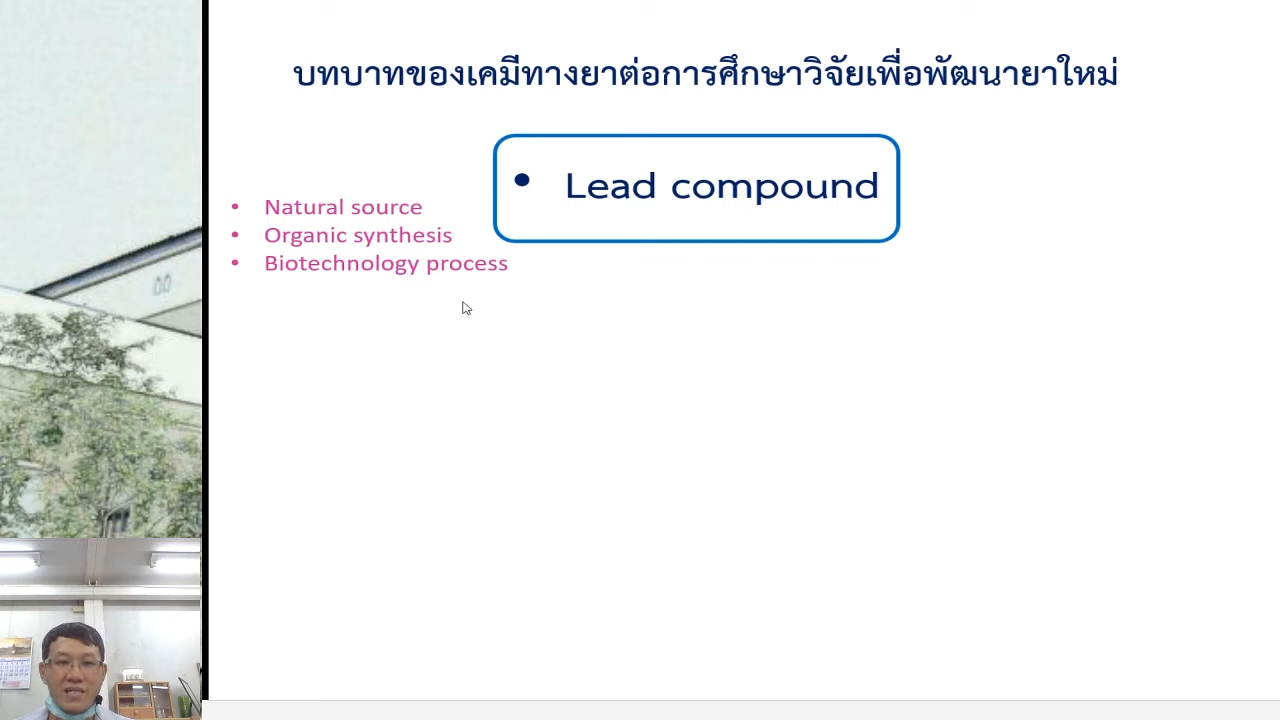 บทบาทของเคมีทางยาต่อการศึกษาวิจัยเพื่อพัฒนายาใหม่
• Lead compound
• Natural source
• Organic synthesis
• Biotechnology process